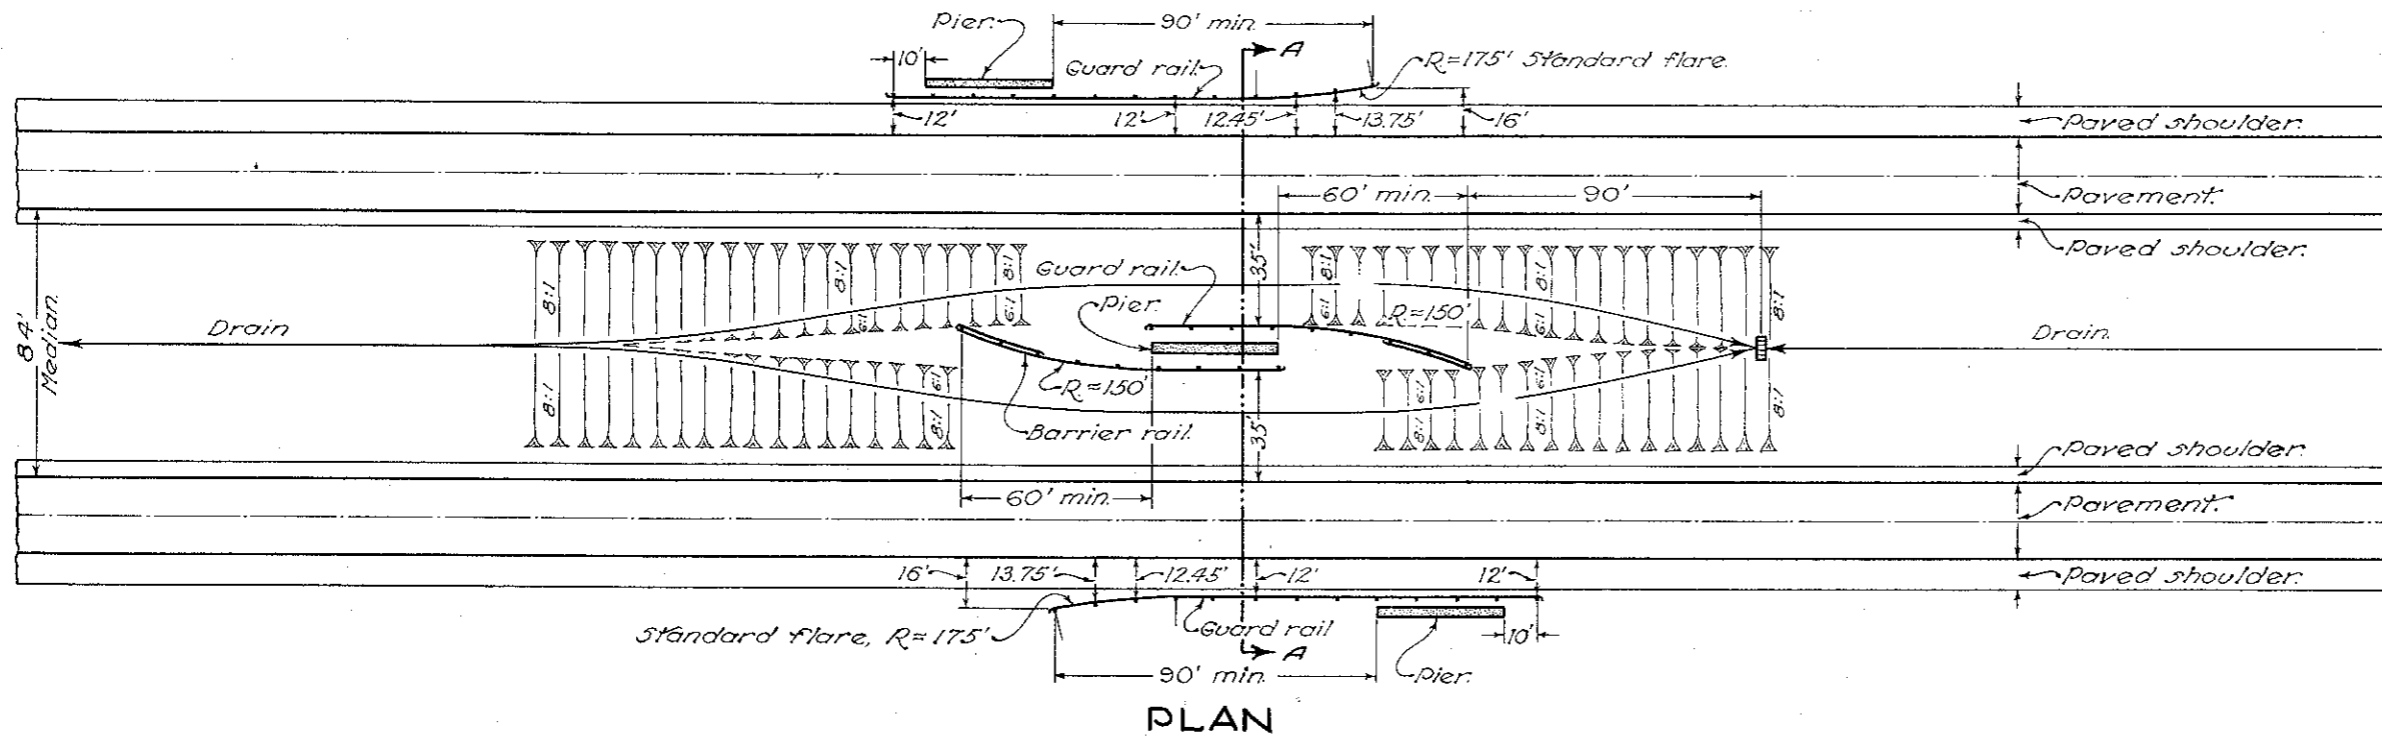 Pier.
90' min.
10'
A
Guard rail.
R=175' Standard flare.
12'
12'
12.45'
13.75'
16'
Paved shoulder.
60' min.
90'
Pavement.
Paved shoulder.
35'
Guard rail.
8:1
8:1
8:1
8:1
8:1
8:1
Pier.
6:1
6:1
6:1
6:1
R=150'
84' Median.
Drain
Drain.
8:1
8:1
6:1
6:1
6:1
8:1
8:1
8:1
R=150'
Barrier rail.
35'
Paved shoulder.
60' min.
Pavement.
16'
13.75'
12.45'
12'
12'
Paved shoulder.
Standard flare, R=175'
Guard rail
10'
A
90' min.
Pier.
PLAN